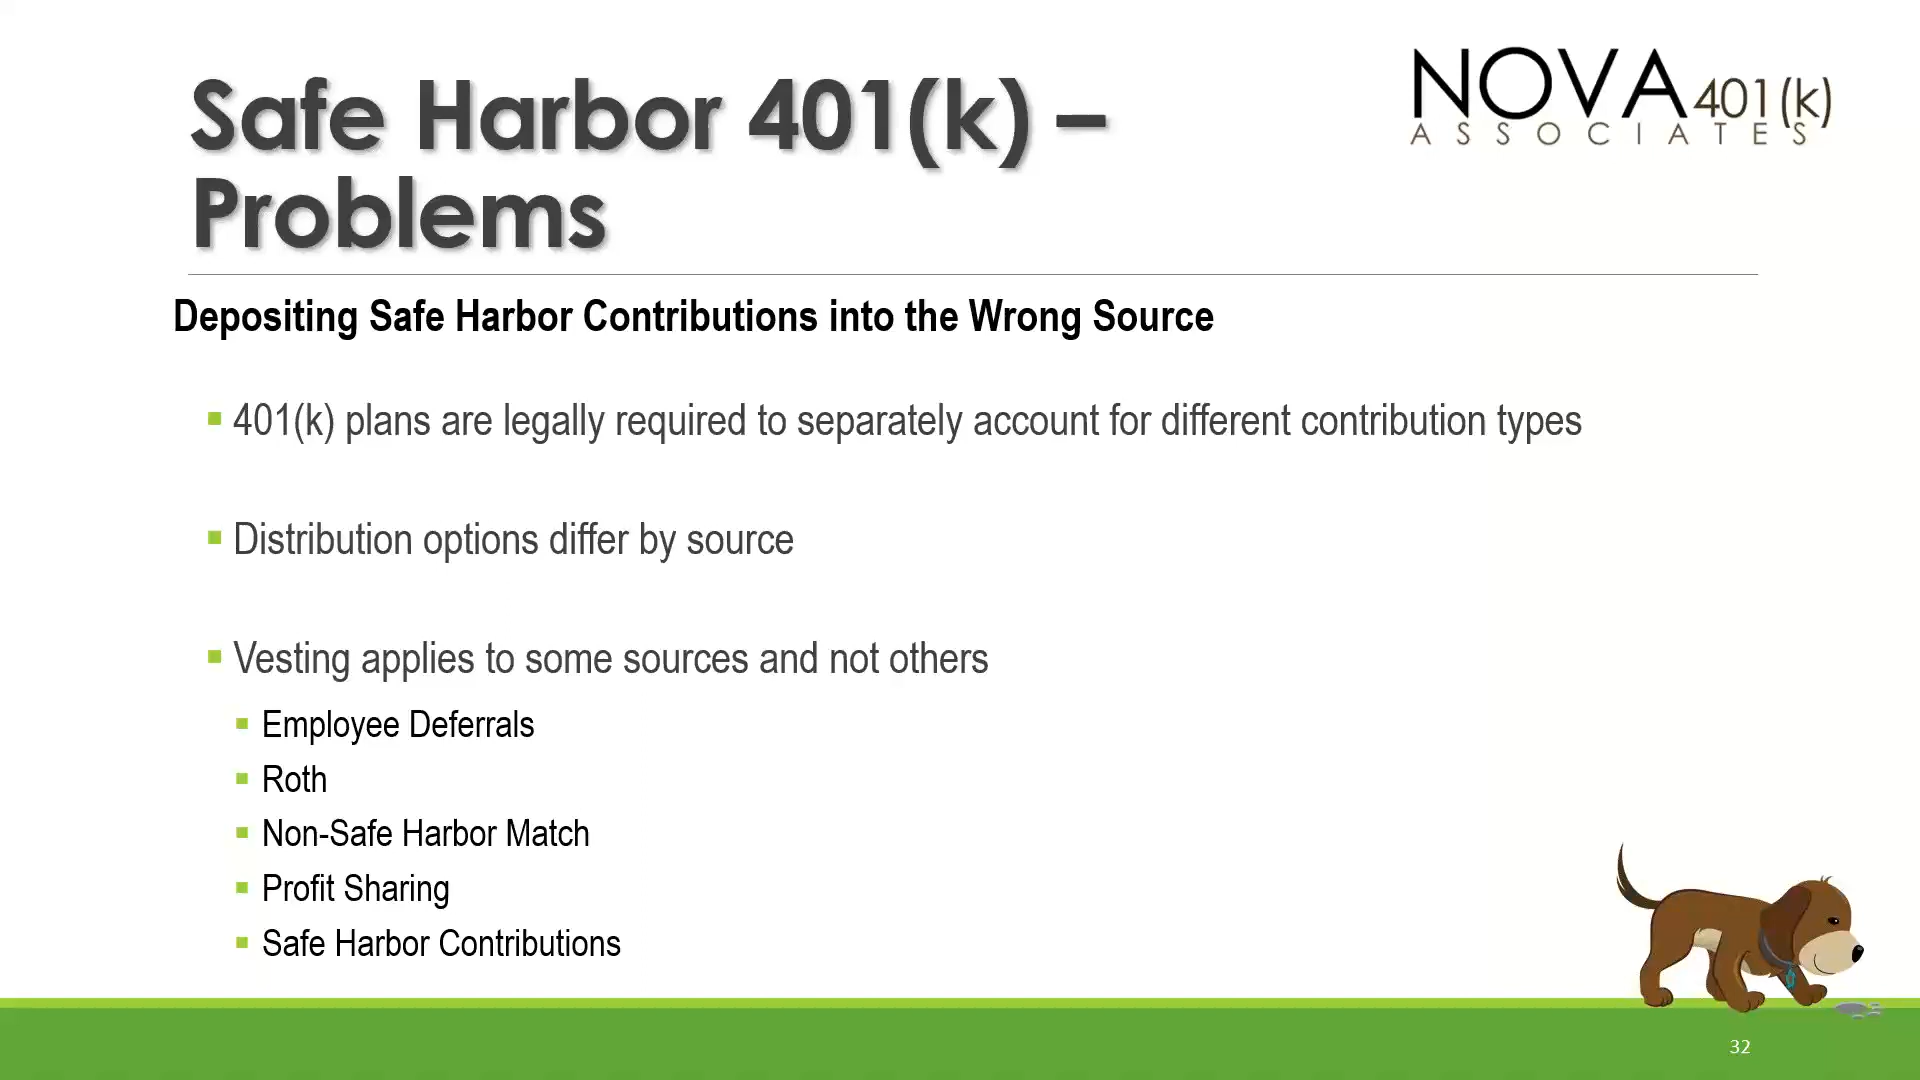 Safe Harbor 401(k) –
Problems
NOVA 401(k)
ASSOCIATES
Depositing Safe Harbor Contributions into the Wrong Source
401(k) plans are legally required to separately account for different contribution types
Distribution options differ by source
Vesting applies to some sources and not others
Employee Deferrals
Roth
Non-Safe Harbor Match
Profit Sharing
Safe Harbor Contributions
32